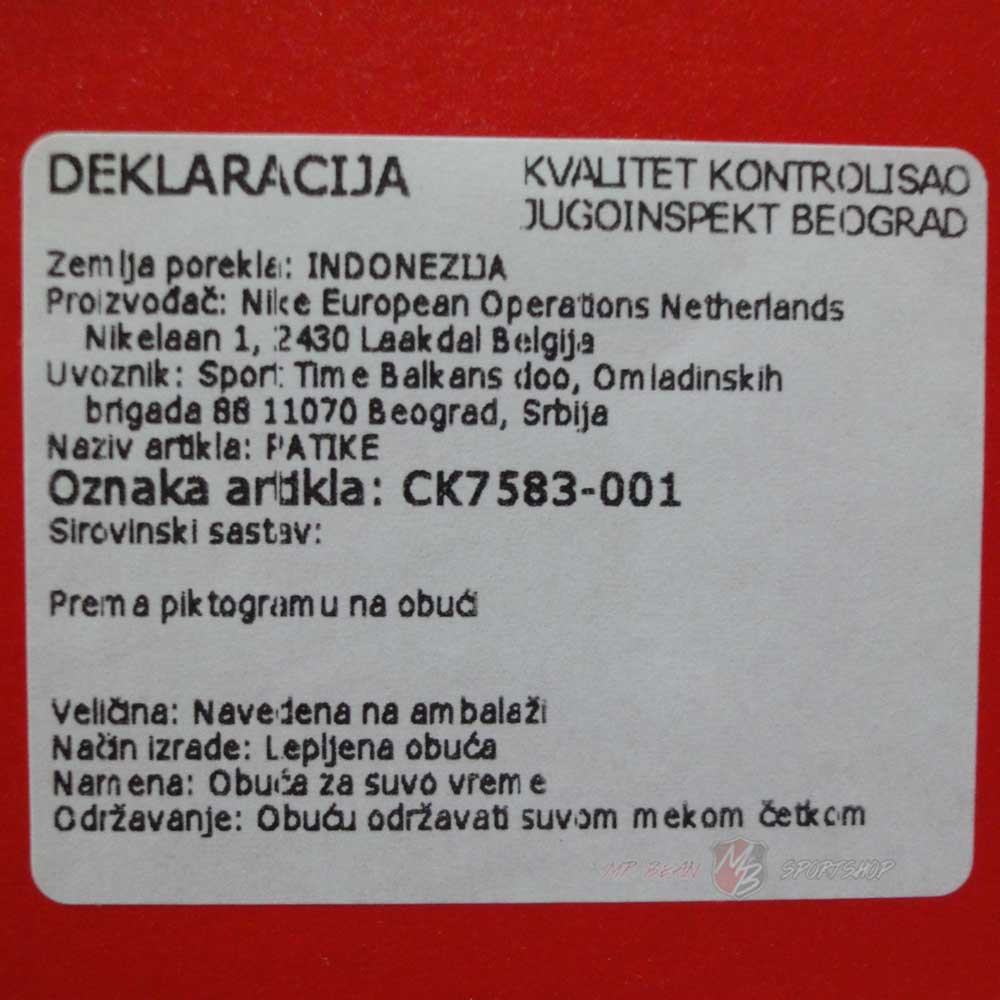 DEKLARACIJA
KVALITET KONTROLISAO
JUGOINSPEKT BEOGRAD
Zemlja porekla: INDONEZIJA
Proizvođač: Nike European Operations Netherlands
Nikelaan 1, 2430 Laakdal Belgija
Uvoznik: Sport Time Balkans doo, Omladinskih
brigada 88 11070 Beograd, Srbija
Naziv artikla: PATIKE
Oznaka artikla: CK7583-001
Sirovinski sastav:
Prema piktogramu na obući
Veličina: Navedena na ambalaži
Način izrade: Lepljena obuća
Namena: Obuća za suvo vreme
Održavanje: Obuću održavati suvom mekom četkom
MR BEAN MB SPORTSHOP